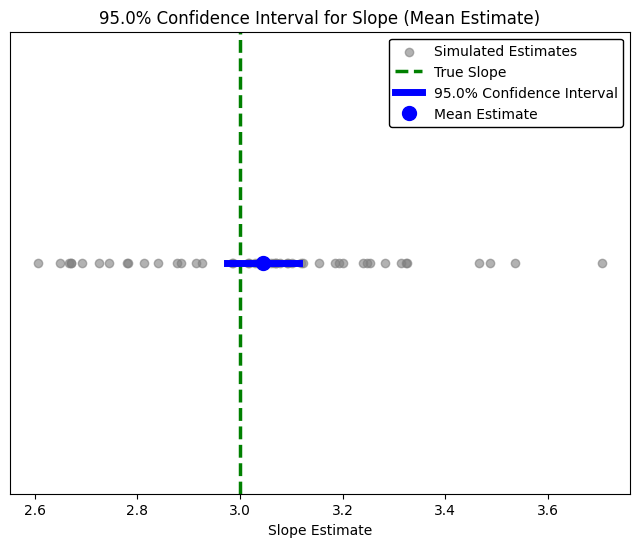 95.0% Confidence Interval for Slope (Mean Estimate)
Simulated Estimates
True Slope
95.0% Confidence Interval
Mean Estimate
2.6 2.8 3.0 3.2 3.4 3.6
Slope Estimate